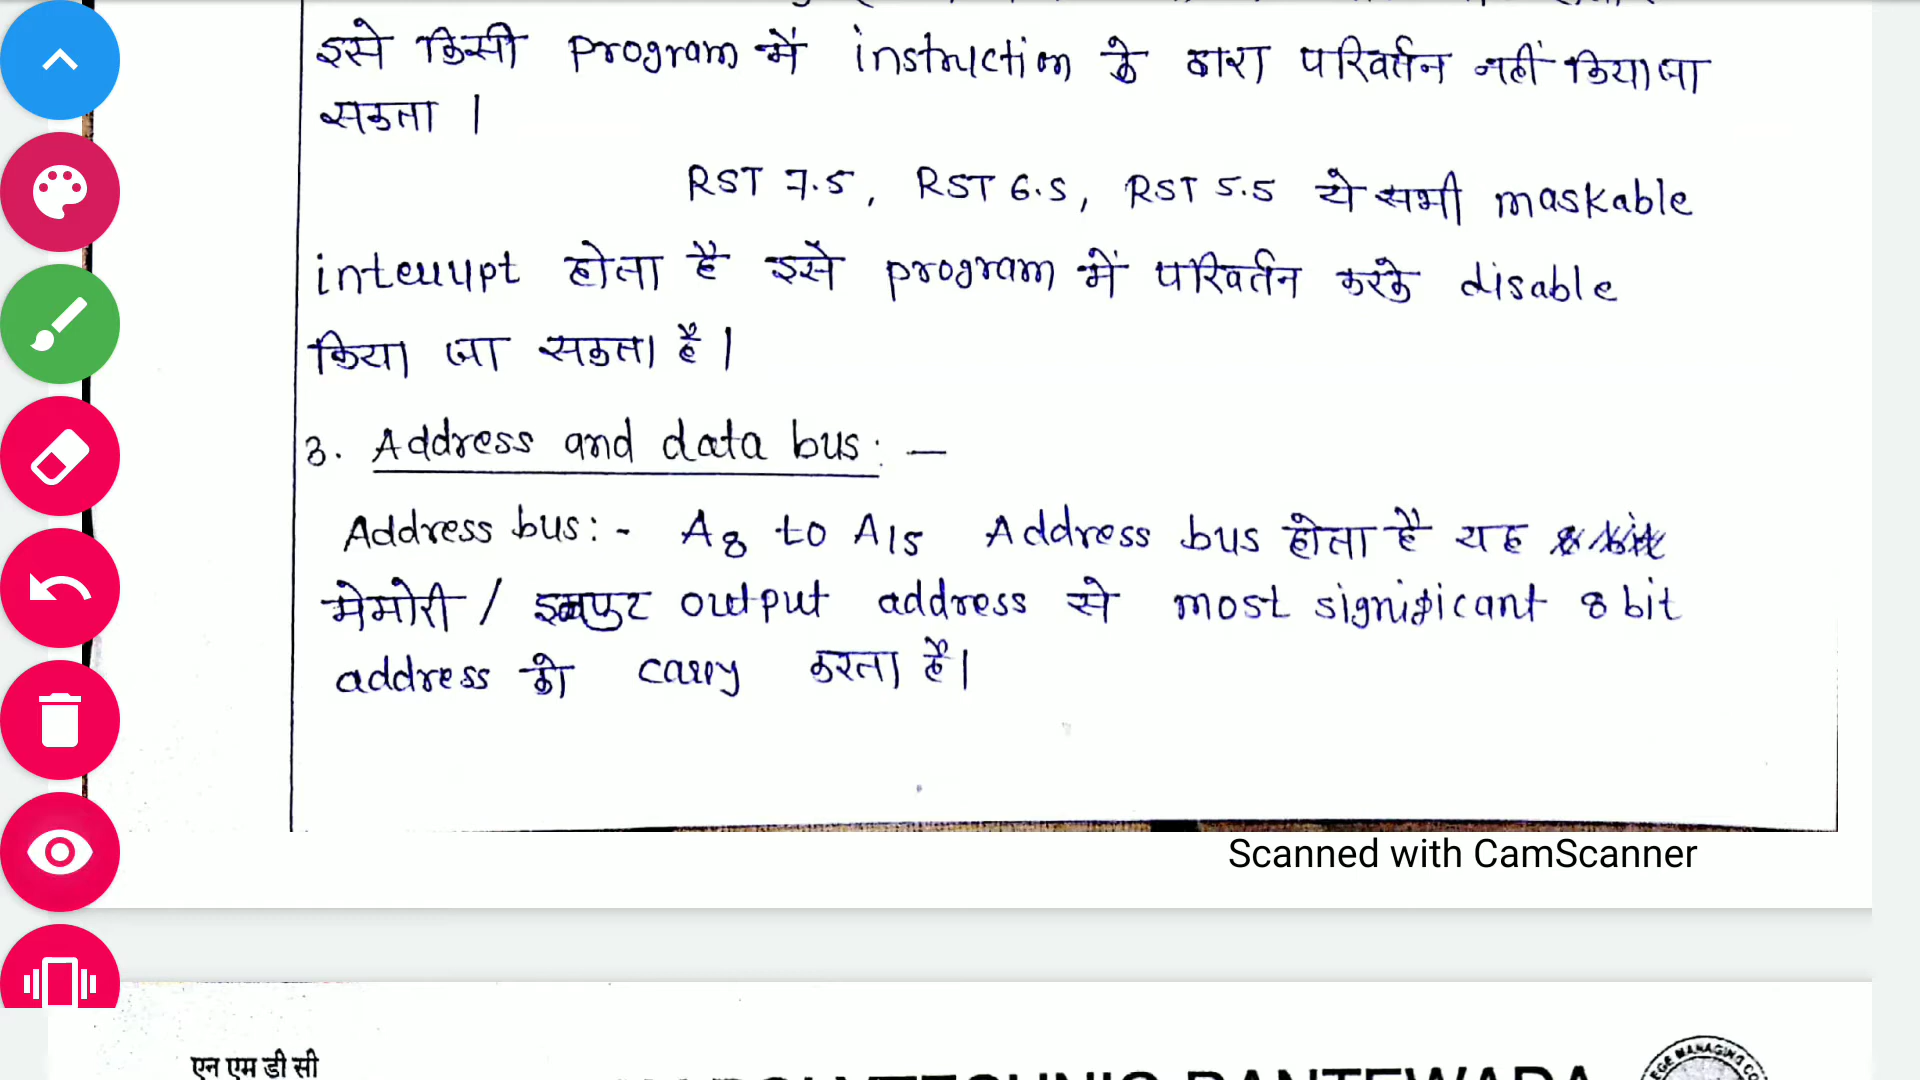 इसे किसी program में instruction के द्वारा परिवर्तन नहीं किया जा
सकता |
RST 7.5, RST 6.5, RST 5.5 ये सभी maskable
interrupt होता है इसे program में परिवर्तन करके disable
किया जा सकता है |
3. Address and data bus : —
Address bus : - A8 to A15 Address bus होता है यह
मेमोरी / इनपुट output address से most significant 8 bit
address को carry करता है |
Scanned with CamScanner
एन एम डी सी
POLYTECHNIC DANTEWADA